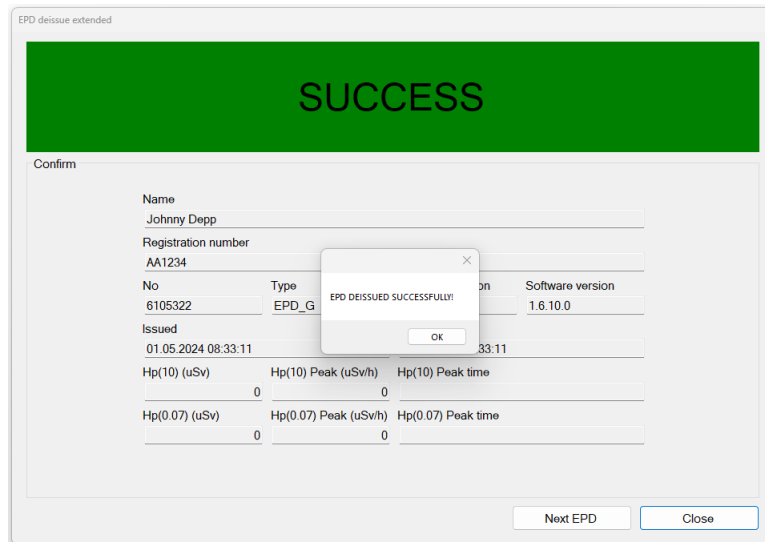 EPD deissue extended
SUCCESS
Confirm
Name
Johnny Depp
Registration number
AA1234
No Type on Software version
6105322 EPD_G 1.6.10.0
EPD DEISSUED SUCCESSFULLY!
OK
Issued
01.05.2024 08:33:11 33:11
Hp(10) (uSv) Hp(10) Peak (uSv/h) Hp(10) Peak time
0 0
Hp(0.07) (uSv) Hp(0.07) Peak (uSv/h) Hp(0.07) Peak time
0 0
Next EPD Close